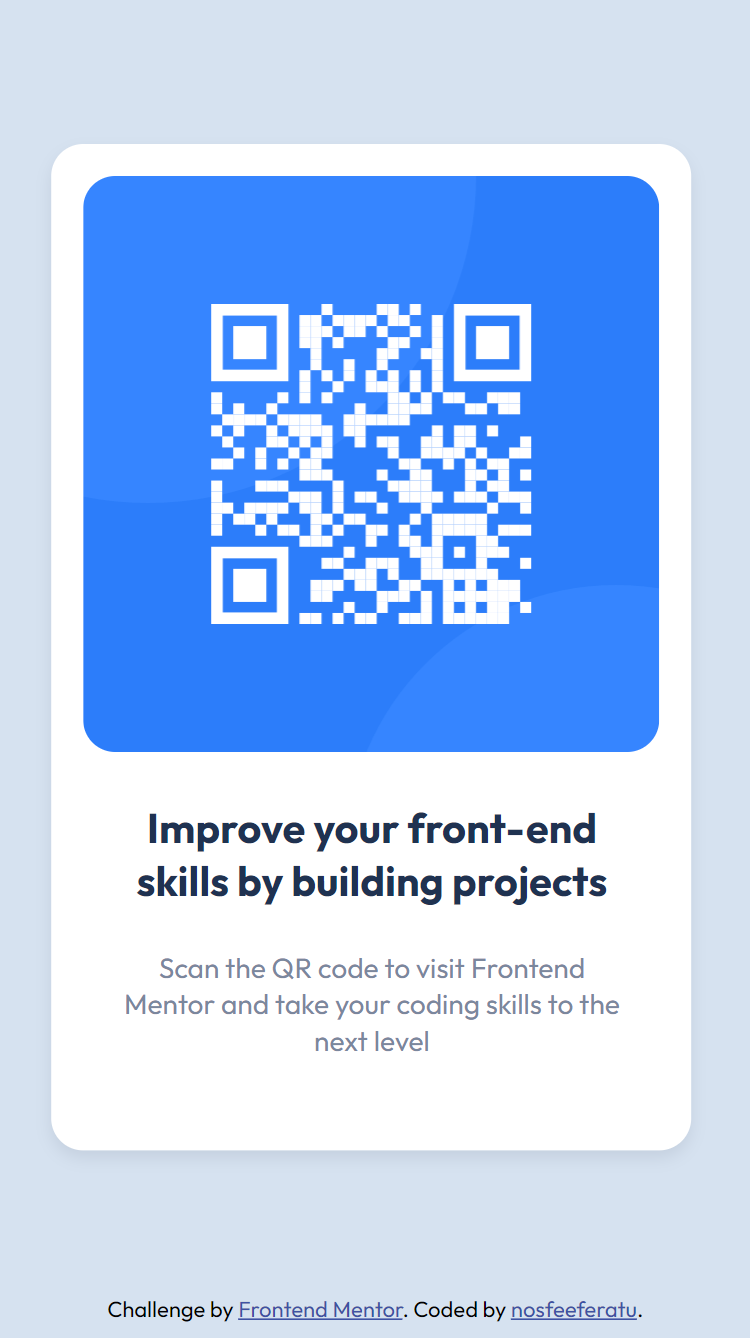 Improve your front-end
skills by building projects
Scan the QR code to visit Frontend
Mentor and take your coding skills to the
next level
Challenge by Frontend Mentor. Coded by nosfeeferatu.